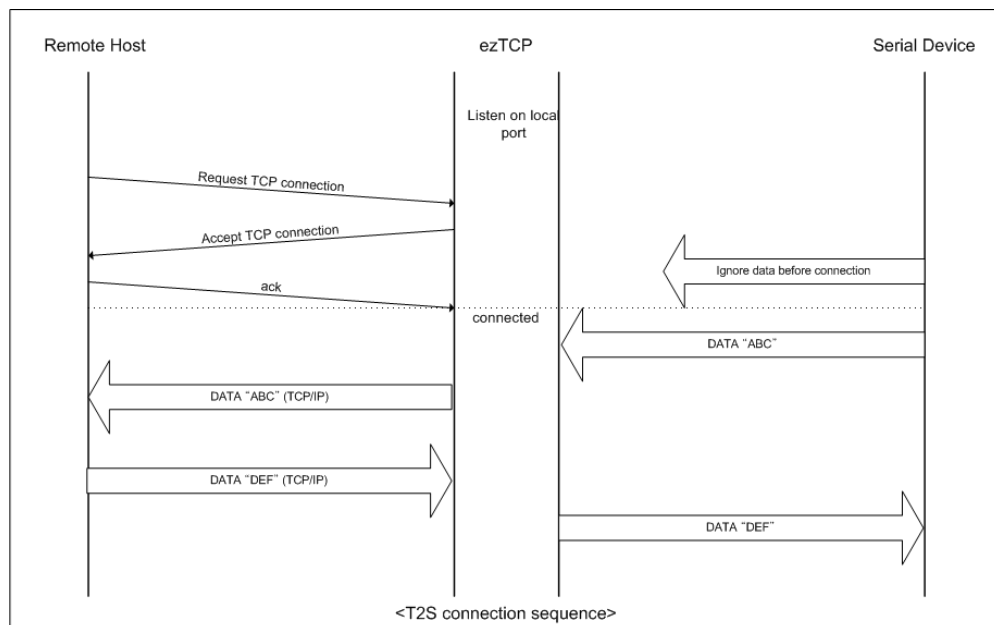 Remote Host
ezTCP
Serial Device
Listen on local
port
Request TCP connection
Accept TCP connection
Ignore data before connection
ack
connected
DATA “ABC”
DATA “ABC” (TCP/IP)
DATA “DEF” (TCP/IP)
DATA “DEF”
<T2S connection sequence>